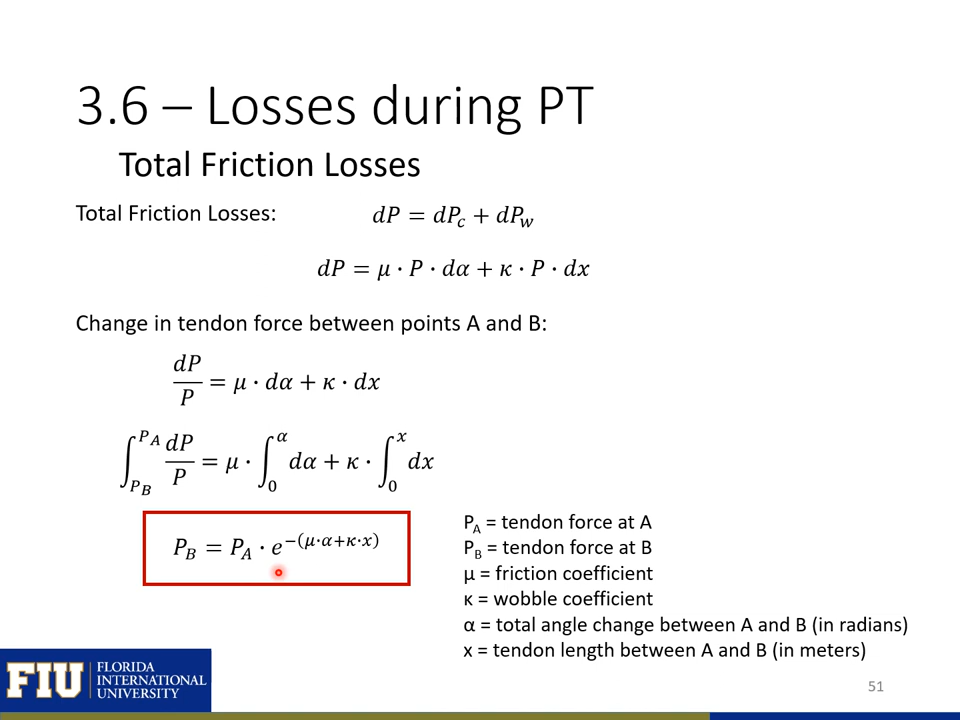 3.6 – Losses during PT
Total Friction Losses
Total Friction Losses: dP = dP_c + dP_w
dP = μ · P · dα + κ · P · dx
Change in tendon force between points A and B:
dP/P = μ · dα + κ · dx
∫_{P_B}^{P_A} dP/P = μ · ∫_0^α dα + κ · ∫_0^x dx
P_B = P_A · e^{−(μ·α+κ·x)}
P_A = tendon force at A
P_B = tendon force at B
μ = friction coefficient
κ = wobble coefficient
α = total angle change between A and B (in radians)
x = tendon length between A and B (in meters)
FIU
FLORIDA
INTERNATIONAL
UNIVERSITY
51